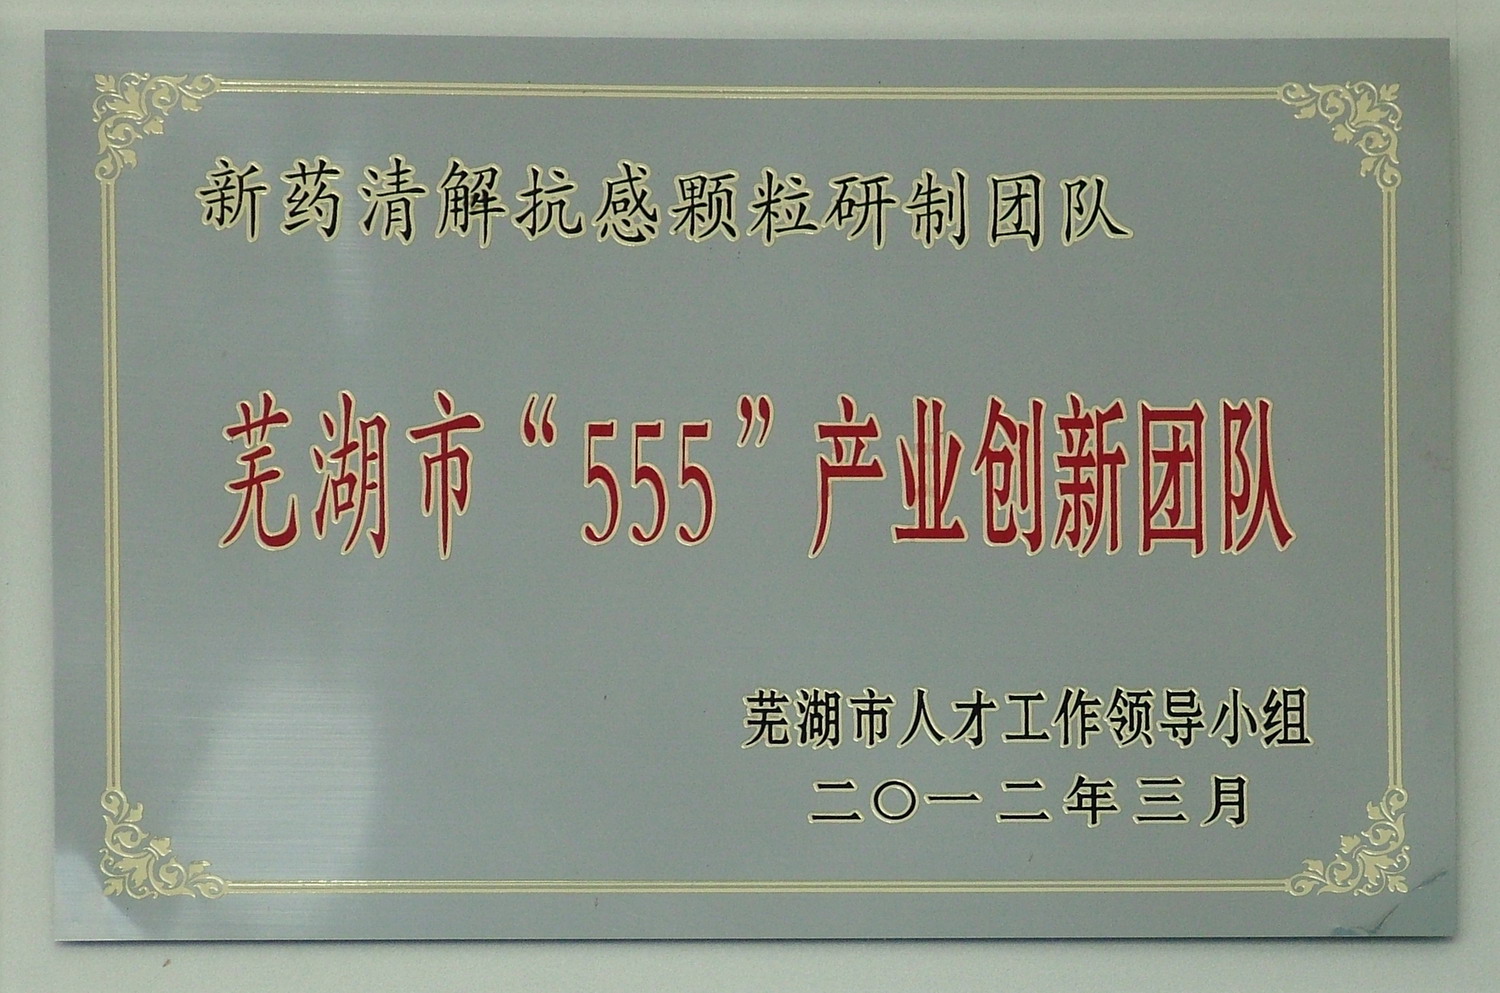 新药清解抗感颗粒研制团队
芜湖市“555”产业创新团队
芜湖市人才工作领导小组
二〇一二年三月